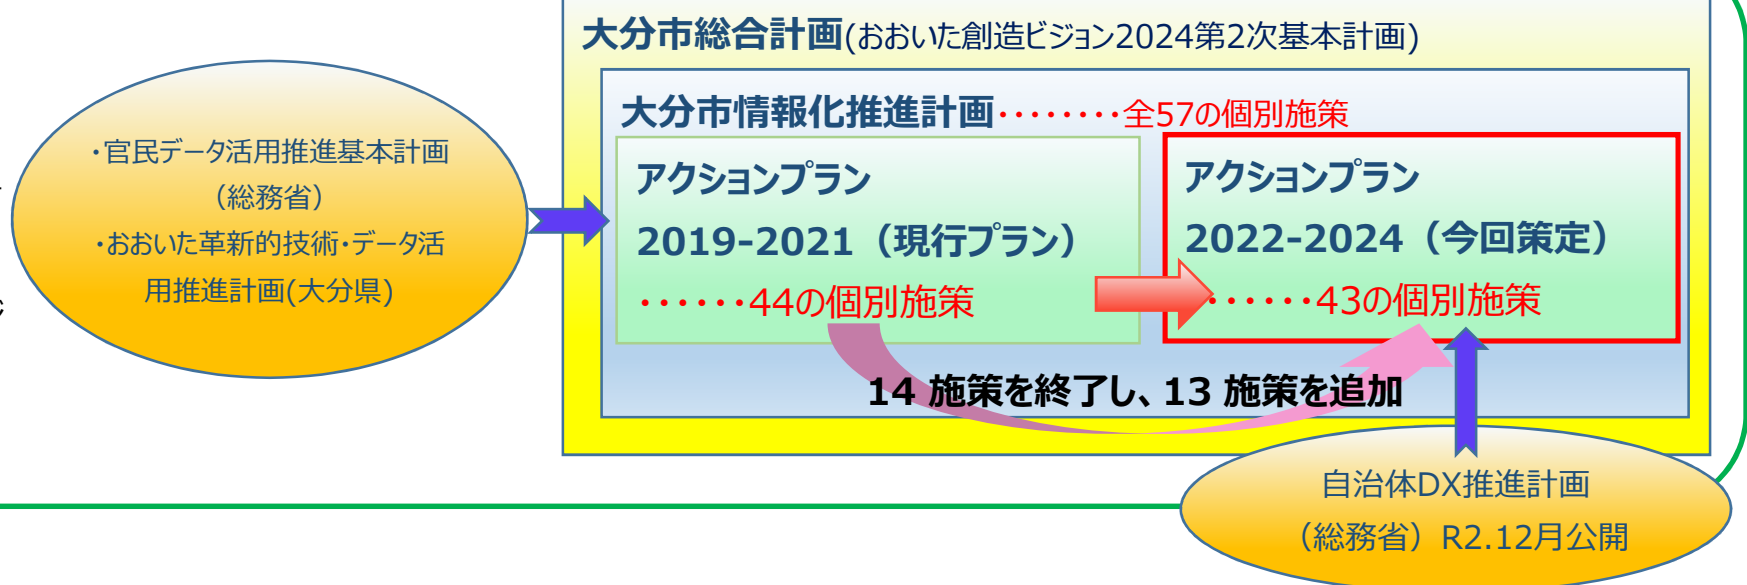 大分市総合計画(おおいた創造ビジョン2024第2次基本計画)
大分市情報化推進計画········全57の個別施策
・官民データ活用推進基本計画
（総務省）
・おおいた革新的技術・データ活
用推進計画(大分県)
アクションプラン
2019-2021（現行プラン）
・・・・・・44の個別施策
アクションプラン
2022-2024（今回策定）
・・・・・・43の個別施策
14 施策を終了し、13 施策を追加
自治体DX推進計画
（総務省）R2.12月公開